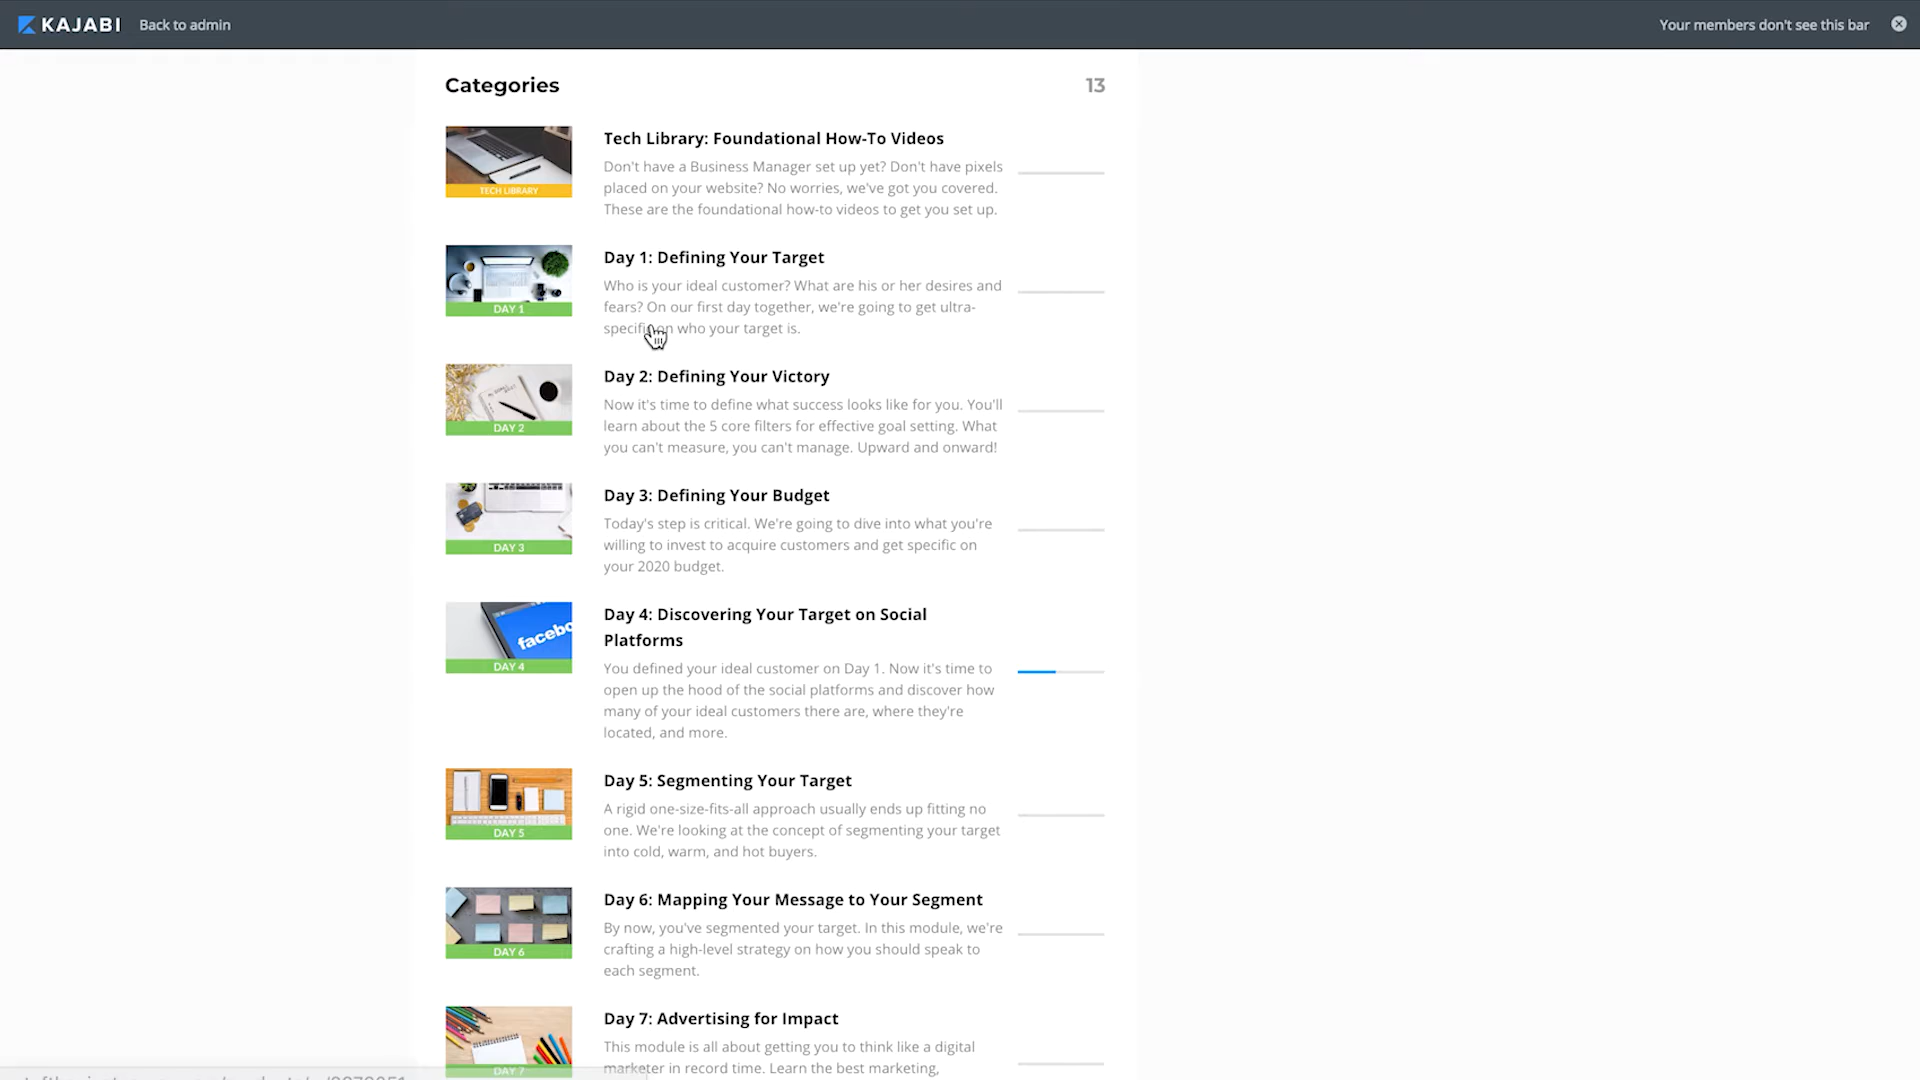 KAJABI Back to admin Your members don't see this bar
Categories 13
Tech Library: Foundational How-To Videos
Don't have a Business Manager set up yet? Don't have pixels
placed on your website? No worries, we've got you covered.
These are the foundational how-to videos to get you set up.
TECH LIBRARY
Day 1: Defining Your Target
Who is your ideal customer? What are his or her desires and
fears? On our first day together, we're going to get ultra-
specific on who your target is.
DAY 1
Day 2: Defining Your Victory
Now it's time to define what success looks like for you. You'll
learn about the 5 core filters for effective goal setting. What
you can't measure, you can't manage. Upward and onward!
DAY 2
Day 3: Defining Your Budget
Today's step is critical. We're going to dive into what you're
willing to invest to acquire customers and get specific on
your 2020 budget.
DAY 3
Day 4: Discovering Your Target on Social
Platforms
You defined your ideal customer on Day 1. Now it's time to
open up the hood of the social platforms and discover how
many of your ideal customers there are, where they're
located, and more.
facebo
DAY 4
Day 5: Segmenting Your Target
A rigid one-size-fits-all approach usually ends up fitting no
one. We're looking at the concept of segmenting your target
into cold, warm, and hot buyers.
DAY 5
Day 6: Mapping Your Message to Your Segment
By now, you've segmented your target. In this module, we're
crafting a high-level strategy on how you should speak to
each segment.
DAY 6
Day 7: Advertising for Impact
This module is all about getting you to think like a digital
marketer in record time. Learn the best marketing,
DAY 7